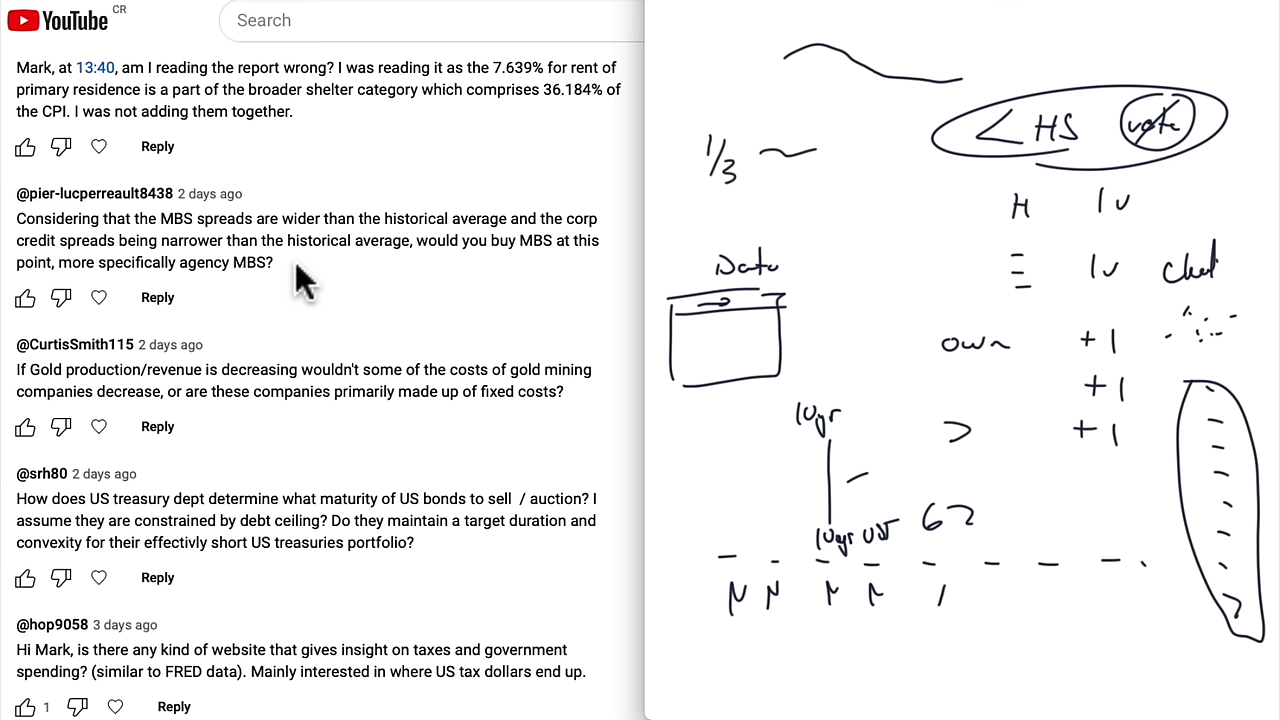 YouTube CR
Search
Mark, at 13:40, am I reading the report wrong? I was reading it as the 7.639% for rent of
primary residence is a part of the broader shelter category which comprises 36.184% of
the CPI. I was not adding them together.
Reply
@pier-lucperreault8438 2 days ago
Considering that the MBS spreads are wider than the historical average and the corp
credit spreads being narrower than the historical average, would you buy MBS at this
point, more specifically agency MBS?
Reply
@CurtisSmith115 2 days ago
If Gold production/revenue is decreasing wouldn't some of the costs of gold mining
companies decrease, or are these companies primarily made up of fixed costs?
Reply
@srh80 2 days ago
How does US treasury dept determine what maturity of US bonds to sell / auction? I
assume they are constrained by debt ceiling? Do they maintain a target duration and
convexity for their effectivly short US treasuries portfolio?
Reply
@hop9058 3 days ago
Hi Mark, is there any kind of website that gives insight on taxes and government
spending? (similar to FRED data). Mainly interested in where US tax dollars end up.
1 Reply
< HS vote
1/3
H 1v
Data
1v
own +1
+1
+1
10yr
10yr UST